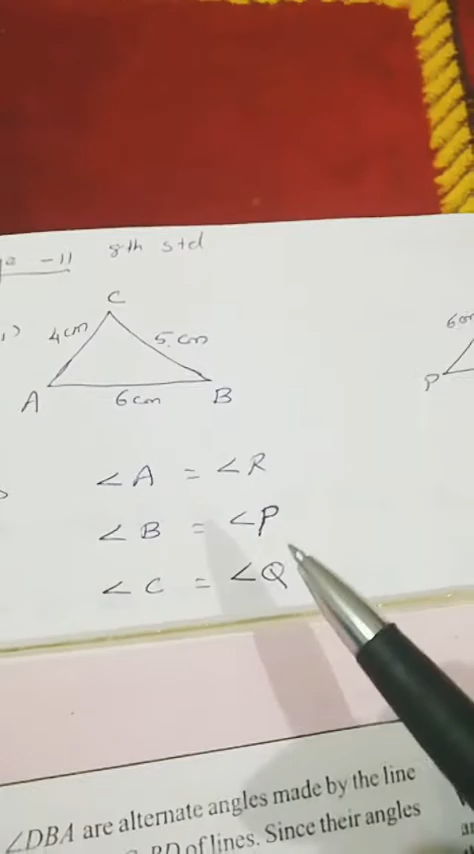 -11 8th std
C
4cm 5cm
A 6cm B
P
∠A = ∠R
∠B = ∠P
∠C = ∠Q
∠DBA are alternate angles made by the line
of lines. Since their angles